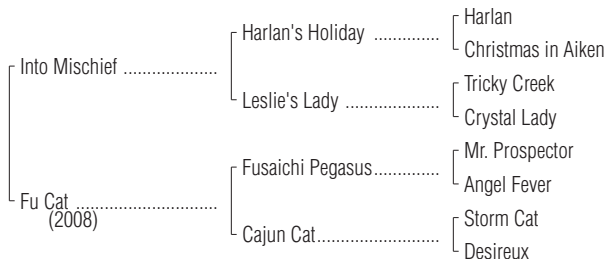 Harlan
Harlan's Holiday ..............
Christmas in Aiken
Into Mischief ....................
Tricky Creek
Leslie's Lady ....................
Crystal Lady
Mr. Prospector
Fusaichi Pegasus..............
Angel Fever
Fu Cat ..............................
(2008)
Storm Cat
Cajun Cat..........................
Desireux